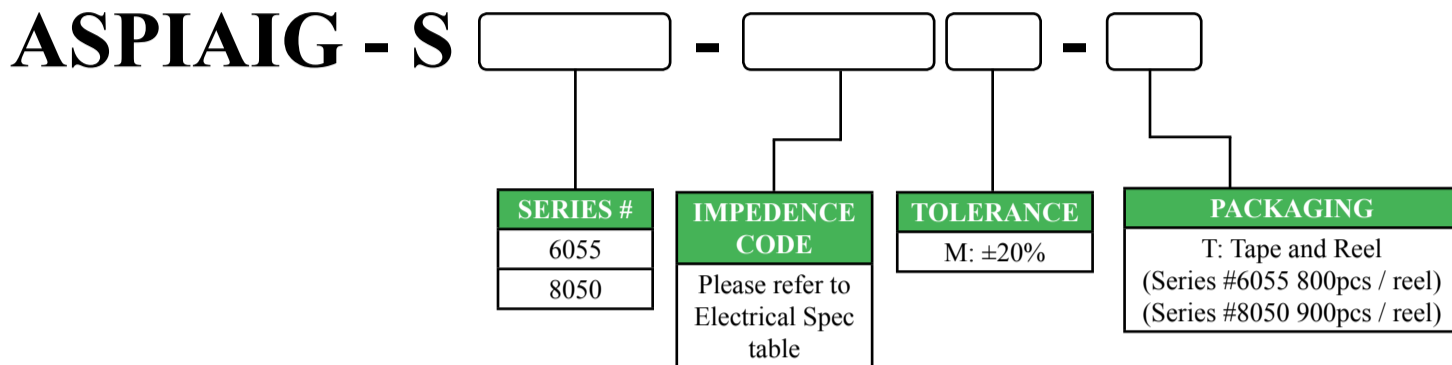 ASPIAIG - S - -
SERIES #
6055
8050
IMPEDENCE
CODE
Please refer to
Electrical Spec
table
TOLERANCE
M: ±20%
PACKAGING
T: Tape and Reel
(Series #6055 800pcs / reel)
(Series #8050 900pcs / reel)